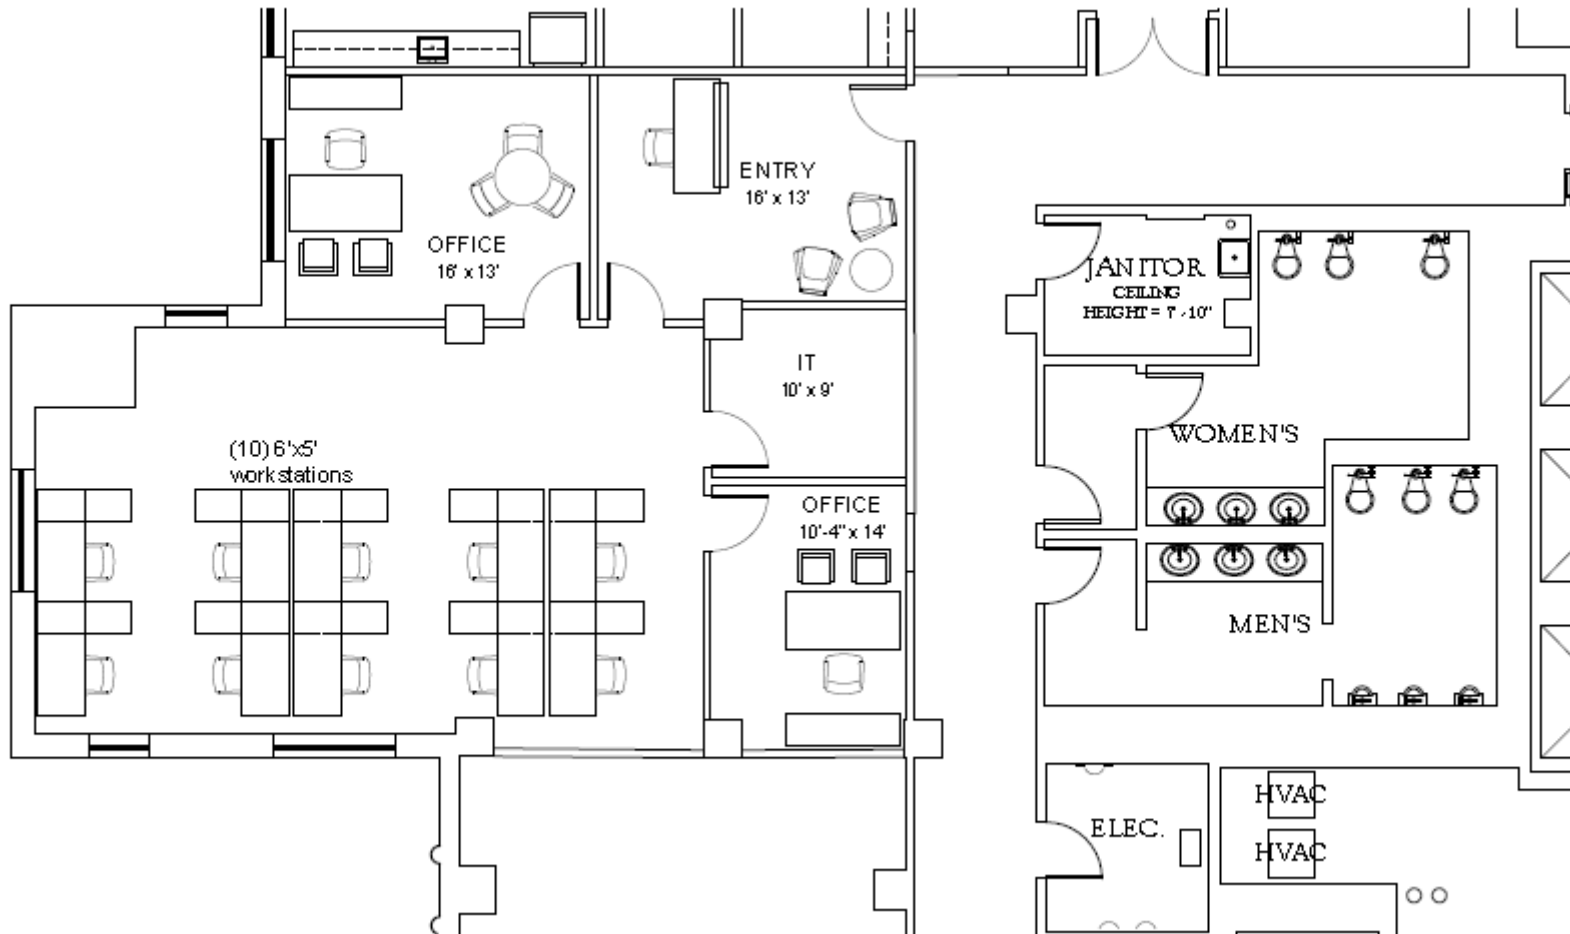 ENTRY
16' x 13'
OFFICE
16' x 13'
JANITOR
CEILING
HEIGHT = 7'-10"
IT
10' x 9'
(10) 6'x5'
workstations
WOMEN'S
OFFICE
10'-4" x 14'
MEN'S
HVAC
ELEC.
HVAC